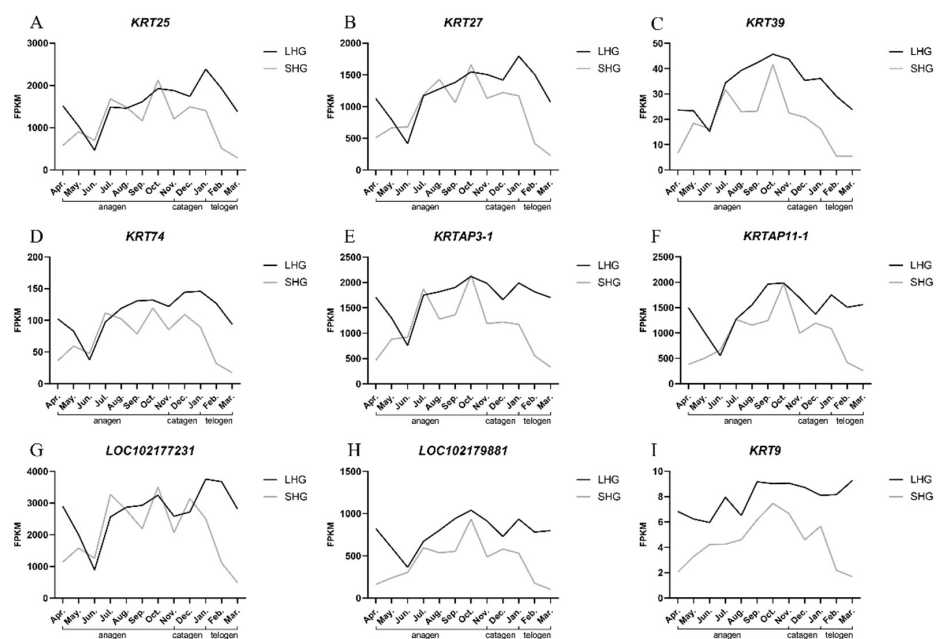 A KRT25
3000
2000
1000
0
FPKM
LHG
SHG
Apr. May. Jun. Jul. Aug. Sep. Oct. Nov. Dec. Jan. Feb. Mar.
anagen catagen telogen
B KRT27
2000
1500
1000
500
0
FPKM
LHG
SHG
Apr. May. Jun. Jul. Aug. Sep. Oct. Nov. Dec. Jan. Feb. Mar.
anagen catagen telogen
C KRT39
50
40
30
20
10
0
FPKM
LHG
SHG
Apr. May. Jun. Jul. Aug. Sep. Oct. Nov. Dec. Jan. Feb. Mar.
anagen catagen telogen
D KRT74
200
150
100
50
0
FPKM
LHG
SHG
Apr. May. Jun. Jul. Aug. Sep. Oct. Nov. Dec. Jan. Feb. Mar.
anagen catagen telogen
E KRTAP3-1
2500
2000
1500
1000
500
0
FPKM
LHG
SHG
Apr. May. Jun. Jul. Aug. Sep. Oct. Nov. Dec. Jan. Feb. Mar.
anagen catagen telogen
F KRTAP11-1
2500
2000
1500
1000
500
0
FPKM
LHG
SHG
Apr. May. Jun. Jul. Aug. Sep. Oct. Nov. Dec. Jan. Feb. Mar.
anagen catagen telogen
G LOC102177231
4000
3000
2000
1000
0
FPKM
LHG
SHG
Apr. May. Jun. Jul. Aug. Sep. Oct. Nov. Dec. Jan. Feb. Mar.
anagen catagen telogen
H LOC102179881
1500
1000
500
0
FPKM
LHG
SHG
Apr. May. Jun. Jul. Aug. Sep. Oct. Nov. Dec. Jan. Feb. Mar.
anagen catagen telogen
I KRT9
10
8
6
4
2
0
FPKM
LHG
SHG
Apr. May. Jun. Jul. Aug. Sep. Oct. Nov. Dec. Jan. Feb. Mar.
anagen catagen telogen